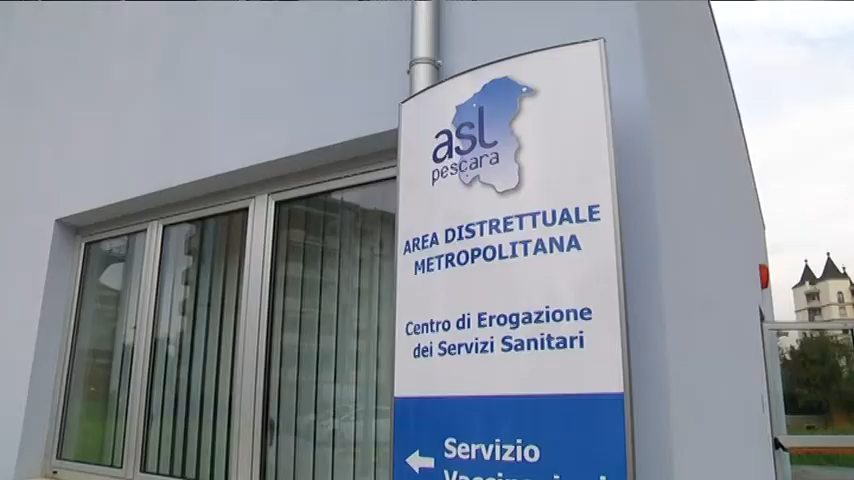 asl
pescara
AREA DISTRETTUALE
METROPOLITANA
Centro di Erogazione
dei Servizi Sanitari
Servizio